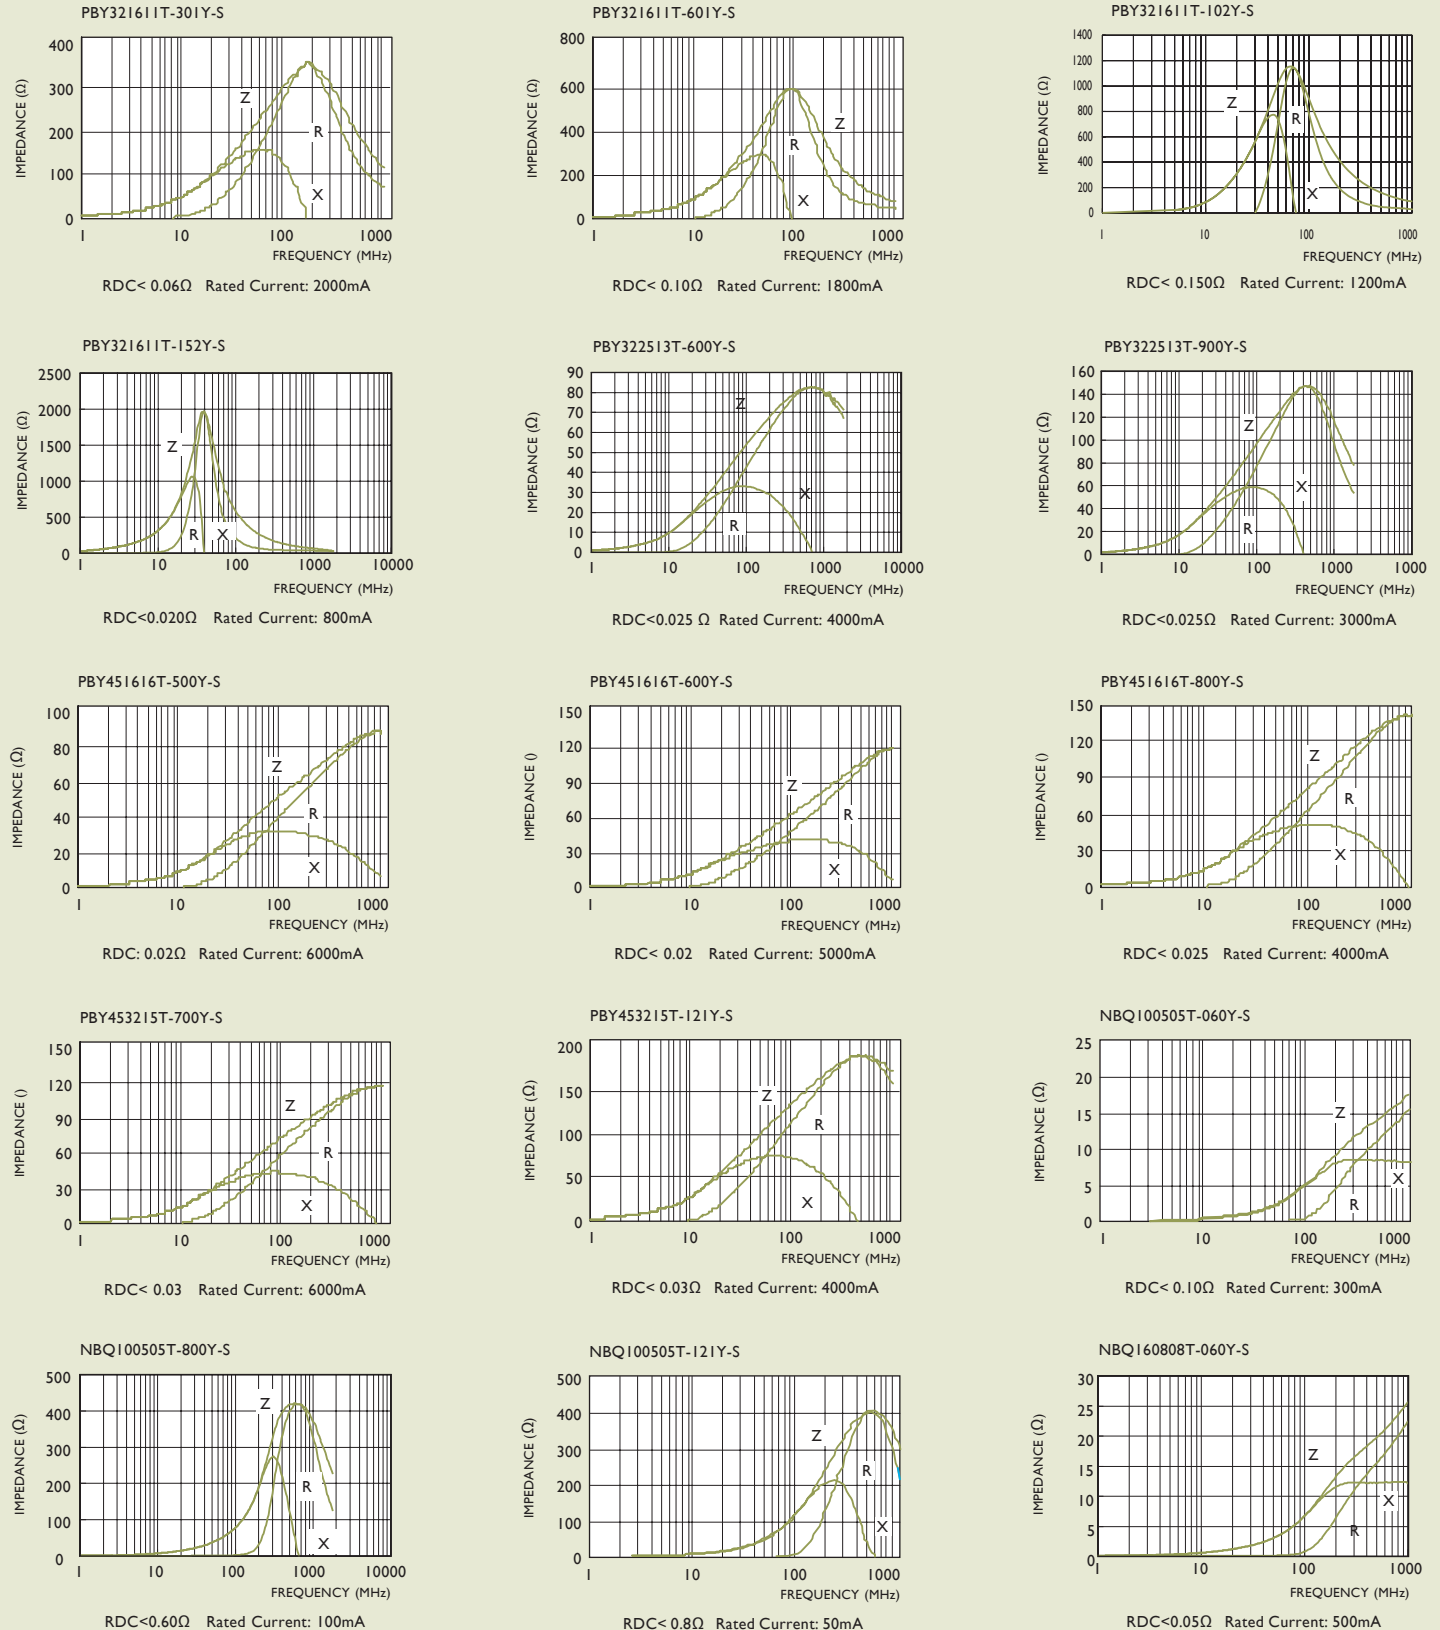 PBY321611T-301Y-S
400
300
200
100
0
IMPEDANCE (Ω)
Z
R
X
1 10 100 1000
FREQUENCY (MHz)
RDC< 0.06Ω Rated Current: 2000mA
PBY321611T-601Y-S
800
600
400
200
0
IMPEDANCE (Ω)
Z
R
X
1 10 100 1000
FREQUENCY (MHz)
RDC< 0.10Ω Rated Current: 1800mA
PBY321611T-102Y-S
1400
1200
1000
800
600
400
200
0
IMPEDANCE (Ω)
Z
R
X
1 10 100 1000
FREQUENCY (MHz)
RDC< 0.150Ω Rated Current: 1200mA
PBY321611T-152Y-S
2500
2000
1500
1000
500
0
IMPEDANCE (Ω)
Z
R X
1 10 100 1000 10000
FREQUENCY (MHz)
RDC<0.020Ω Rated Current: 800mA
PBY322513T-600Y-S
90
80
70
60
50
40
30
20
10
0
IMPEDANCE (Ω)
Z
X
R
1 10 100 1000 10000
FREQUENCY (MHz)
RDC<0.025 Ω Rated Current: 4000mA
PBY322513T-900Y-S
160
140
120
100
80
60
40
20
0
IMPEDANCE (Ω)
Z
X
R
1 10 100 1000 1000
FREQUENCY (MHz)
RDC<0.025Ω Rated Current: 3000mA
PBY451616T-500Y-S
100
80
60
40
20
0
IMPEDANCE (Ω)
Z
R
X
1 10 100 1000
FREQUENCY (MHz)
RDC: 0.02Ω Rated Current: 6000mA
PBY451616T-600Y-S
150
120
90
60
30
0
IMPEDANCE ()
Z
R
X
1 10 100 1000
FREQUENCY (MHz)
RDC< 0.02 Rated Current: 5000mA
PBY451616T-800Y-S
150
120
90
60
30
0
IMPEDANCE ()
Z
R
X
1 10 100 1000
FREQUENCY (MHz)
RDC< 0.025 Rated Current: 4000mA
PBY453215T-700Y-S
150
120
90
60
30
0
IMPEDANCE ()
Z
R
X
1 10 100 1000
FREQUENCY (MHz)
RDC< 0.03 Rated Current: 6000mA
PBY453215T-121Y-S
200
150
100
50
0
IMPEDANCE (Ω)
Z
R
X
1 10 100 1000
FREQUENCY (MHz)
RDC< 0.03Ω Rated Current: 4000mA
NBQ100505T-060Y-S
25
20
15
10
5
0
IMPEDANCE (Ω)
Z
X
R
1 10 100 1000
FREQUENCY (MHz)
RDC< 0.10Ω Rated Current: 300mA
NBQ100505T-800Y-S
500
400
300
200
100
0
IMPEDANCE (Ω)
Z
R
X
1 10 100 1000 10000
FREQUENCY (MHz)
RDC<0.60Ω Rated Current: 100mA
NBQ100505T-121Y-S
500
400
300
200
100
0
IMPEDANCE (Ω)
Z
R
X
1 10 100 1000
FREQUENCY (MHz)
RDC< 0.8Ω Rated Current: 50mA
NBQ160808T-060Y-S
30
25
20
15
10
5
0
IMPEDANCE (Ω)
Z
X
R
1 10 100 1000
FREQUENCY (MHz)
RDC<0.05Ω Rated Current: 500mA